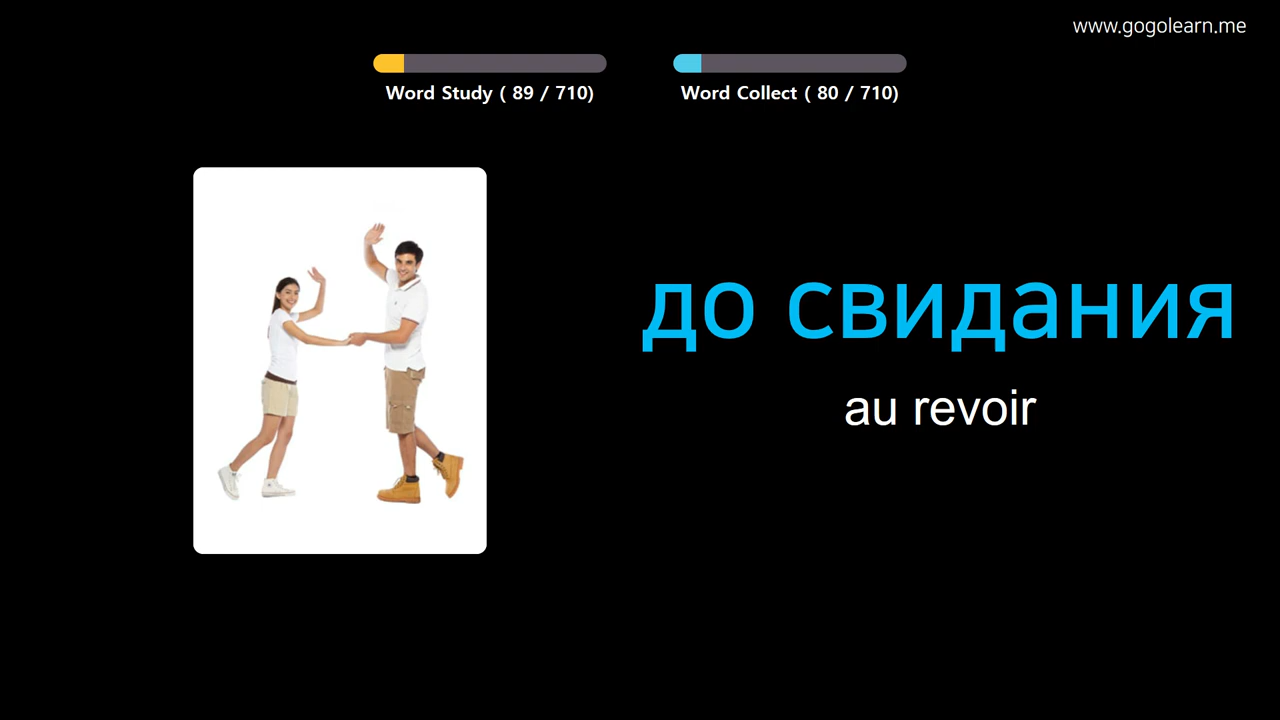 www.gogolearn.me
Word Study ( 89 / 710)
Word Collect ( 80 / 710)
до свидания
au revoir